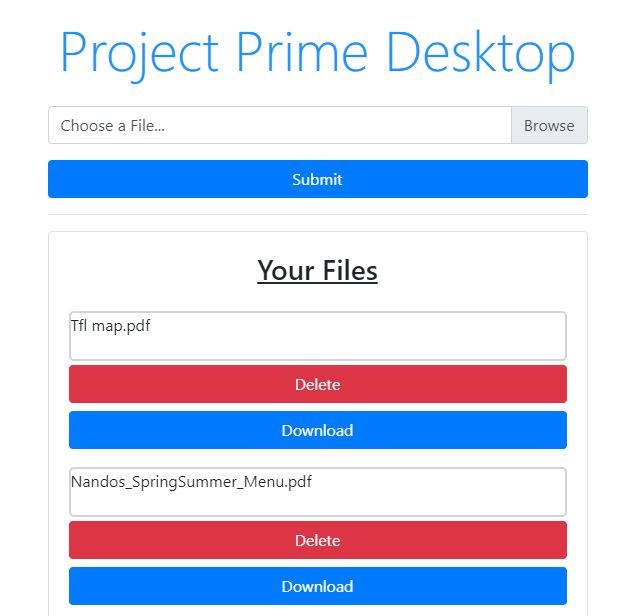 Project Prime Desktop
Choose a File... Browse
Submit
Your Files
Tfl map.pdf
Delete
Download
Nandos_SpringSummer_Menu.pdf
Delete
Download